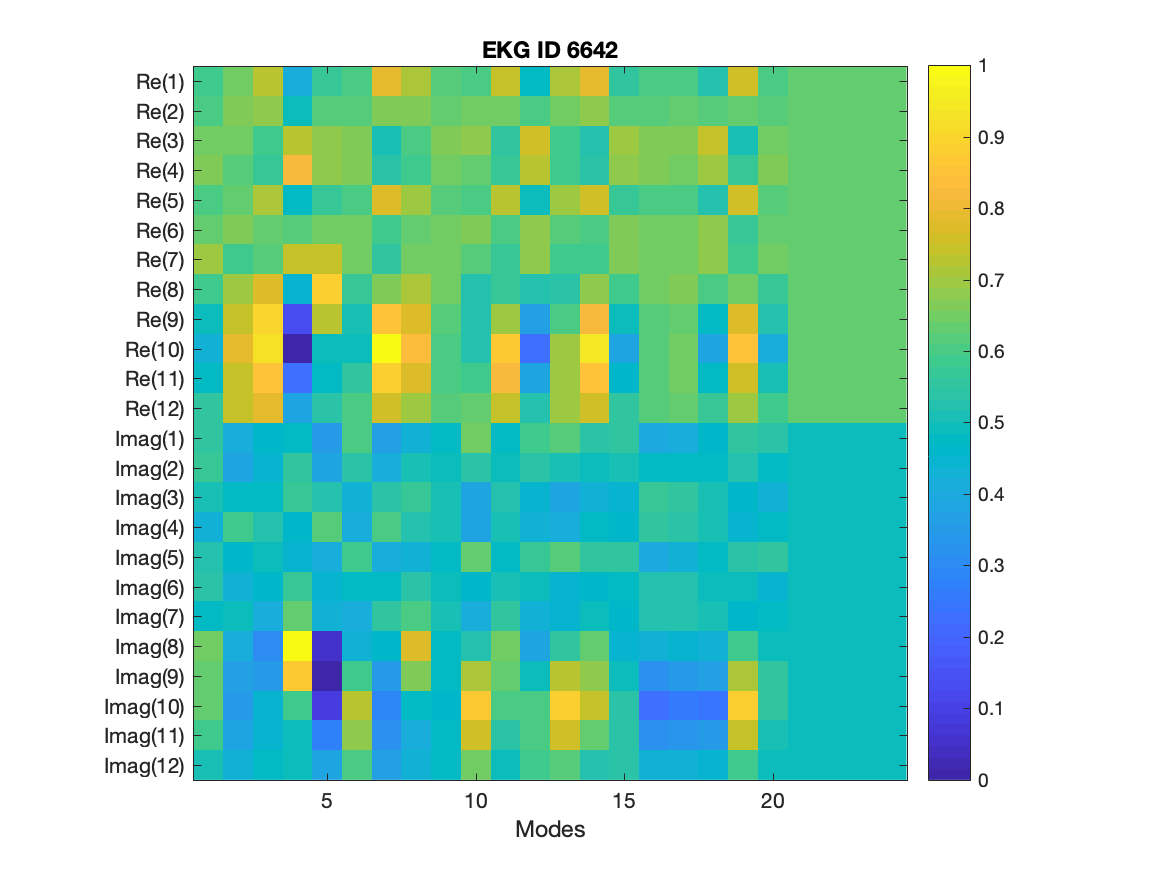 EKG ID 6642
Re(1)
Re(2)
Re(3)
Re(4)
Re(5)
Re(6)
Re(7)
Re(8)
Re(9)
Re(10)
Re(11)
Re(12)
Imag(1)
Imag(2)
Imag(3)
Imag(4)
Imag(5)
Imag(6)
Imag(7)
Imag(8)
Imag(9)
Imag(10)
Imag(11)
Imag(12)
5 10 15 20
Modes
1
0.9
0.8
0.7
0.6
0.5
0.4
0.3
0.2
0.1
0